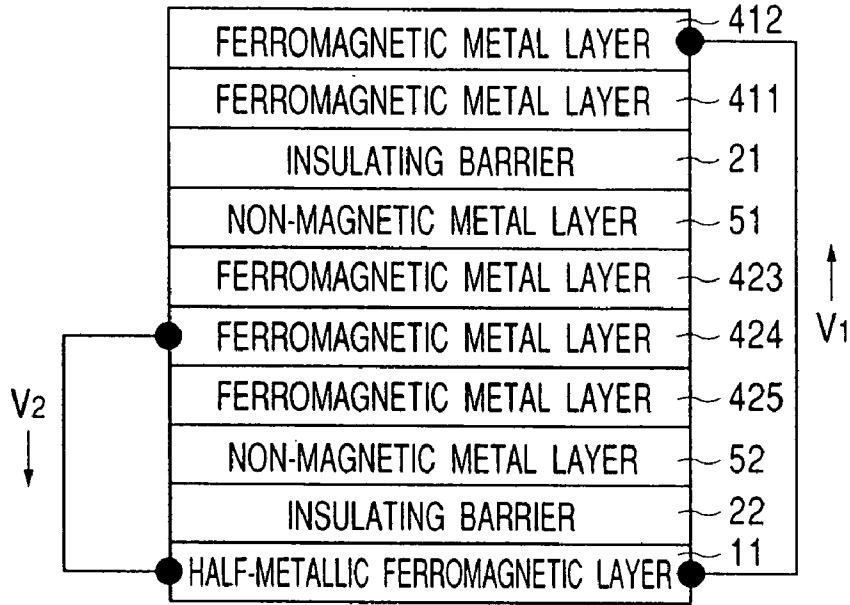 FERROMAGNETIC METAL LAYER 412
FERROMAGNETIC METAL LAYER 411
INSULATING BARRIER 21
NON-MAGNETIC METAL LAYER 51
FERROMAGNETIC METAL LAYER 423
FERROMAGNETIC METAL LAYER 424
V1
FERROMAGNETIC METAL LAYER 425
V2
NON-MAGNETIC METAL LAYER 52
INSULATING BARRIER 22
HALF-METALLIC FERROMAGNETIC LAYER 11